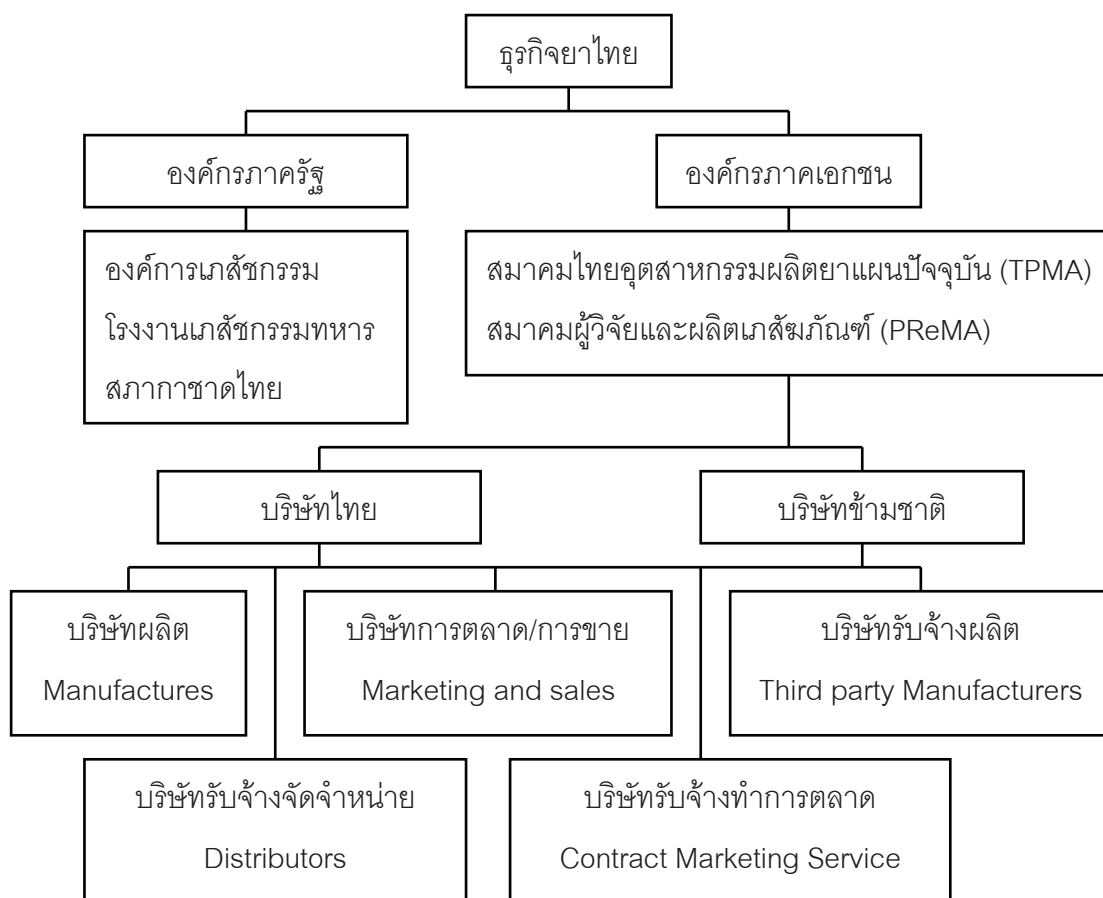 ธุรกิจยาไทย
องค์กรภาครัฐ
องค์กรภาคเอกชน
องค์การเภสัชกรรม
โรงงานเภสัชกรรมทหาร
สภากาชาดไทย
สมาคมไทยอุตสาหกรรมผลิตยาแผนปัจจุบัน (TPMA)
สมาคมผู้วิจัยและผลิตเภสัฆภัณฑ์ (PReMA)
บริษัทไทย
บริษัทข้ามชาติ
บริษัทผลิต
Manufactures
บริษัทการตลาด/การขาย
Marketing and sales
บริษัทรับจ้างผลิต
Third party Manufacturers
บริษัทรับจ้างจัดจำหน่าย
Distributors
บริษัทรับจ้างทำการตลาด
Contract Marketing Service